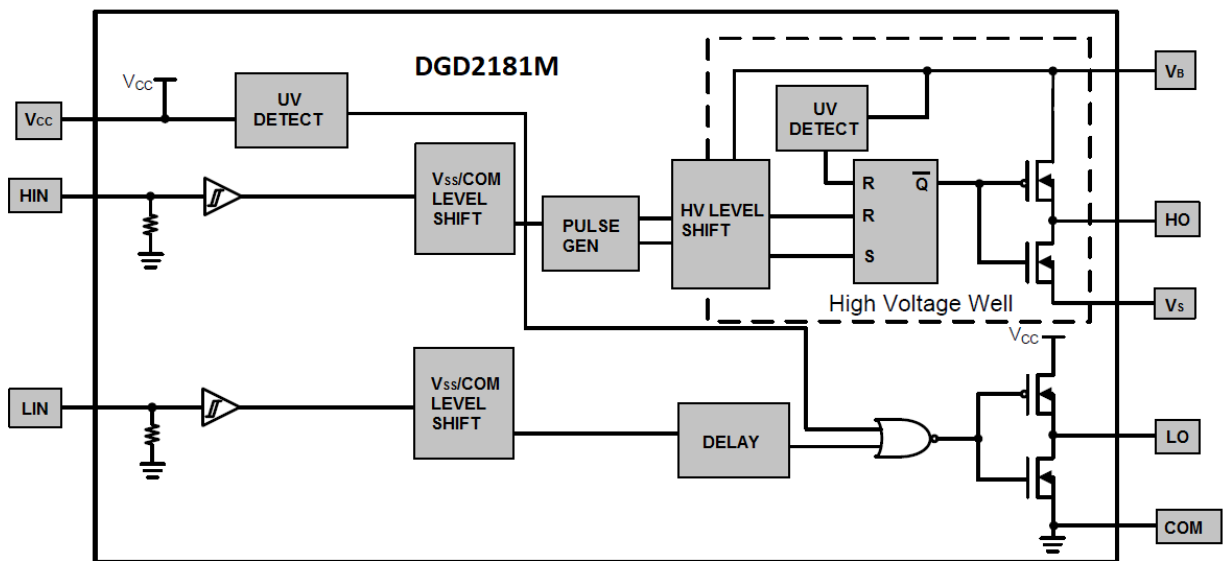 DGD2181M
VCC
VCC
UV
DETECT
UV
DETECT
VB
HIN
VSS/COM
LEVEL
SHIFT
PULSE
GEN
HV LEVEL
SHIFT
R
R
S
Q
HO
VS
High Voltage Well
VCC
LIN
VSS/COM
LEVEL
SHIFT
DELAY
LO
COM